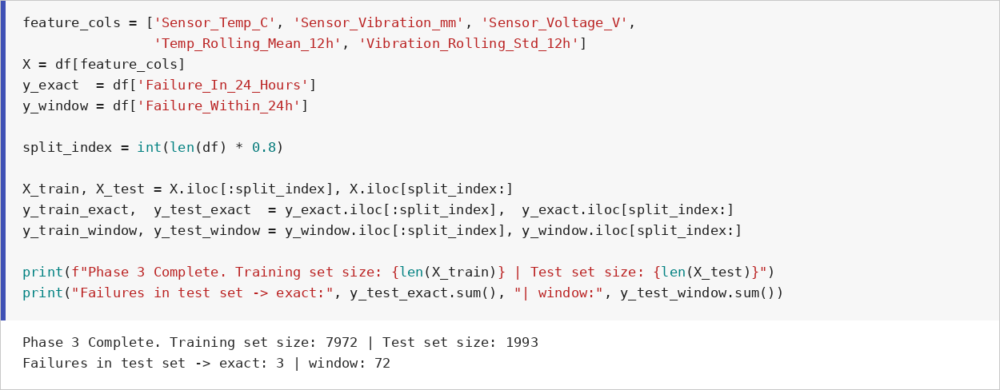 feature_cols = ['Sensor_Temp_C', 'Sensor_Vibration_mm', 'Sensor_Voltage_V',
                'Temp_Rolling_Mean_12h', 'Vibration_Rolling_Std_12h']
X = df[feature_cols]
y_exact  = df['Failure_In_24_Hours']
y_window = df['Failure_Within_24h']

split_index = int(len(df) * 0.8)

X_train, X_test = X.iloc[:split_index], X.iloc[split_index:]
y_train_exact,  y_test_exact  = y_exact.iloc[:split_index],  y_exact.iloc[split_index:]
y_train_window, y_test_window = y_window.iloc[:split_index], y_window.iloc[split_index:]

print(f"Phase 3 Complete. Training set size: {len(X_train)} | Test set size: {len(X_test)}")
print("Failures in test set -> exact:", y_test_exact.sum(), "| window:", y_test_window.sum())

Phase 3 Complete. Training set size: 7972 | Test set size: 1993
Failures in test set -> exact: 3 | window: 72